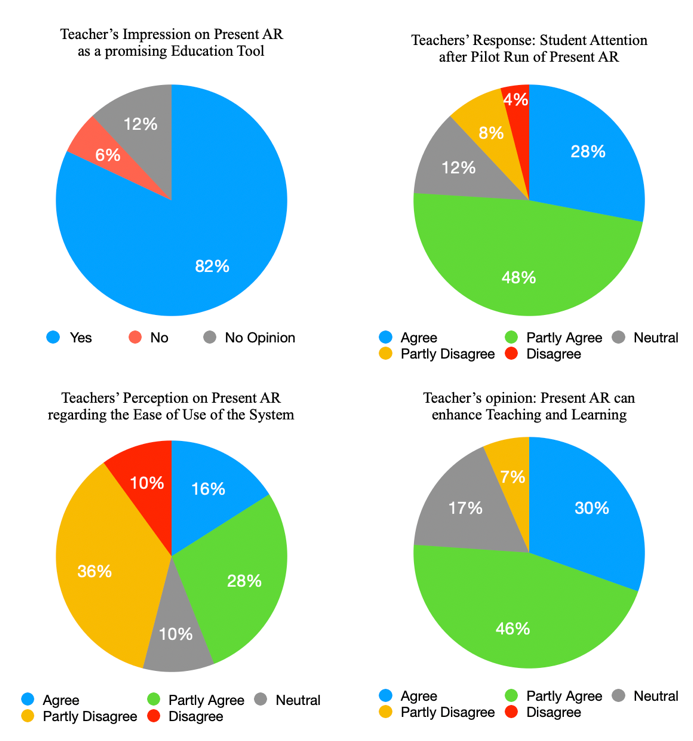 Teacher's Impression on Present AR
as a promising Education Tool
12%
6%
82%
Yes No No Opinion
Teachers' Response: Student Attention
after Pilot Run of Present AR
4%
8%
28%
12%
48%
Agree Partly Agree Neutral
Partly Disagree Disagree
Teachers' Perception on Present AR
regarding the Ease of Use of the System
10%
16%
36%
28%
10%
Agree Partly Agree Neutral
Partly Disagree Disagree
Teacher's opinion: Present AR can
enhance Teaching and Learning
7%
30%
17%
46%
Agree Partly Agree Neutral
Partly Disagree Disagree